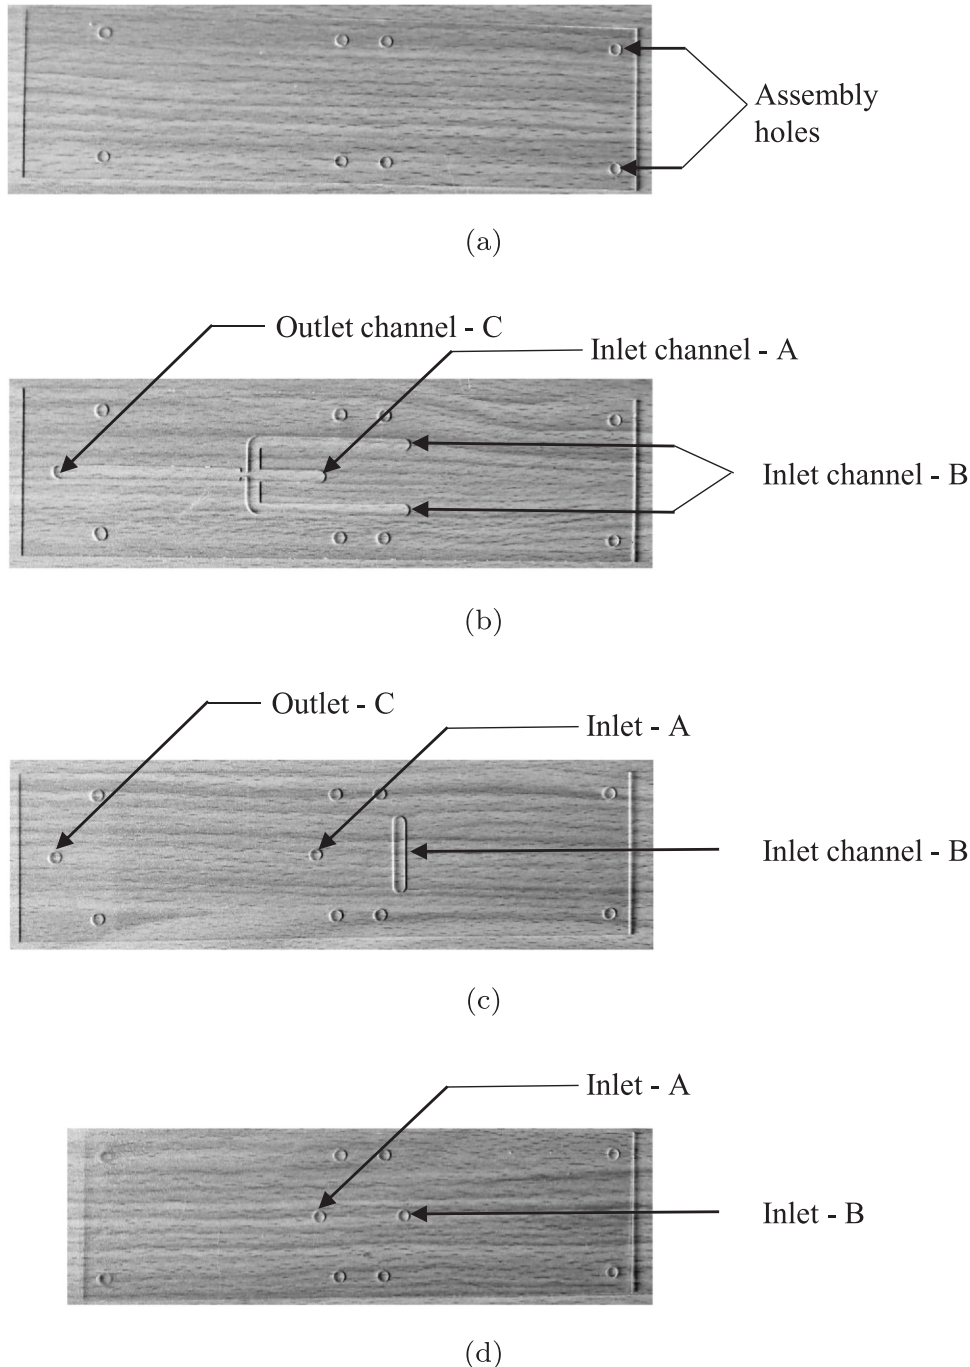 Assembly
holes
(a)
Outlet channel - C
Inlet channel - A
Inlet channel - B
(b)
Outlet - C
Inlet - A
Inlet channel - B
(c)
Inlet - A
Inlet - B
(d)